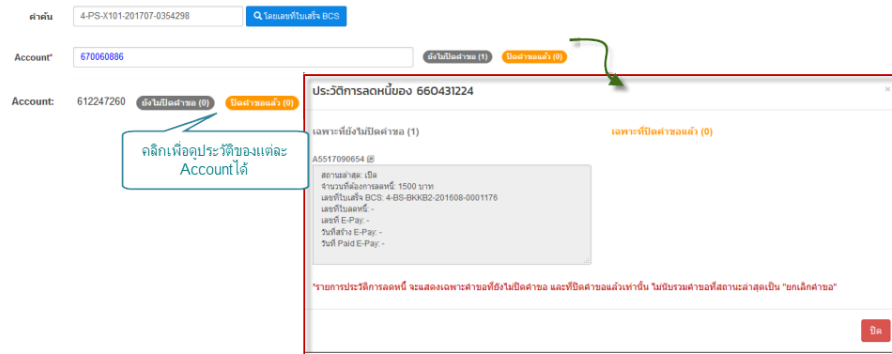 คำค้น 4-PS-X101-201707-0354298 โดยเลขที่ใบเสร็จ BCS
Account* 670060886 ยังไม่ปิดคำขอ (1) ปิดคำขอแล้ว (0)
Account: 612247260 ยังไม่ปิดคำขอ (0) ปิดคำขอแล้ว (0)
คลิกเพื่อดูประวัติของแต่ละ
Accountได้
ประวัติการลดหนี้ของ 660431224 ×
เฉพาะที่ยังไม่ปิดคำขอ (1) เฉพาะที่ปิดคำขอแล้ว (0)
A5517090654
สถานะล่าสุด: เปิด
จำนวนที่ต้องการลดหนี้: 1500 บาท
เลขที่ใบเสร็จ BCS: 4-BS-BKKB2-201608-0001176
เลขที่ใบลดหนี้: -
เลขที่ E-Pay: -
วันที่สร้าง E-Pay: -
วันที่ Paid E-Pay: -
*รายการประวัติการลดหนี้ จะแสดงเฉพาะคำขอที่ยังไม่ปิดคำขอ และที่ปิดคำขอแล้วเท่านั้น ไม่นับรวมคำขอที่สถานะล่าสุดเป็น "ยกเลิกคำขอ"
ปิด